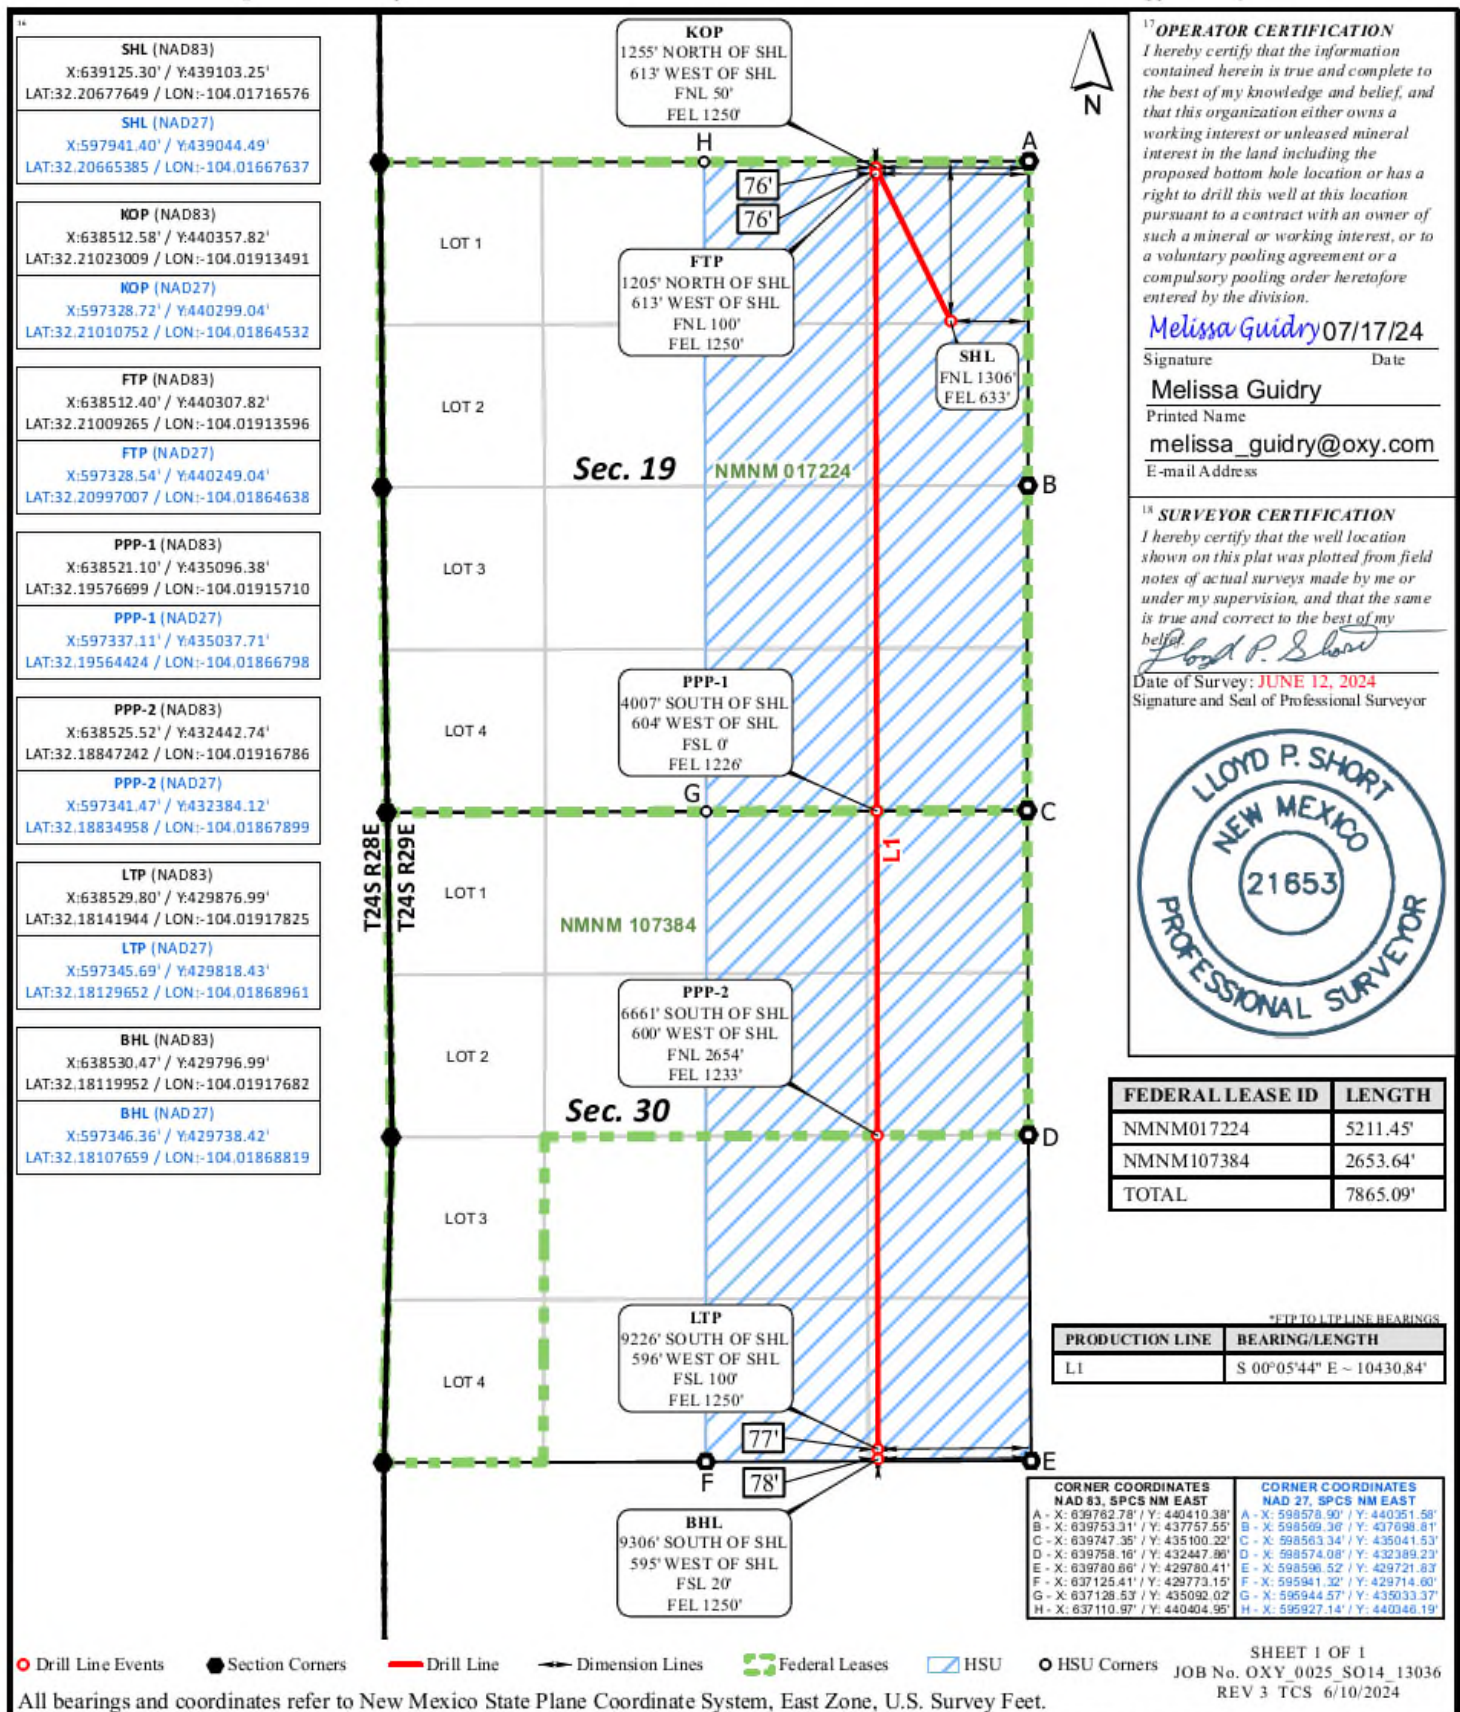 16
SHL (NAD83)
X:639125.30' / Y:439103.25'
LAT:32.20677649 / LON:-104.01716576
SHL (NAD27)
X:597941.40' / Y:439044.49'
LAT:32.20665385 / LON:-104.01667637
KOP (NAD83)
X:638512.58' / Y:440357.82'
LAT:32.21023009 / LON:-104.01913491
KOP (NAD27)
X:597328.72' / Y:440299.04'
LAT:32.21010752 / LON:-104.01864532
FTP (NAD83)
X:638512.40' / Y:440307.82'
LAT:32.21009265 / LON:-104.01913596
FTP (NAD27)
X:597328.54' / Y:440249.04'
LAT:32.20997007 / LON:-104.01864638
PPP-1 (NAD83)
X:638521.10' / Y:435096.38'
LAT:32.19576699 / LON:-104.01915710
PPP-1 (NAD27)
X:597337.11' / Y:435037.71'
LAT:32.19564424 / LON:-104.01866798
PPP-2 (NAD83)
X:638525.52' / Y:432442.74'
LAT:32.18847242 / LON:-104.01916786
PPP-2 (NAD27)
X:597341.47' / Y:432384.12'
LAT:32.18834958 / LON:-104.01867899
LTP (NAD83)
X:638529.80' / Y:429876.99'
LAT:32.18141944 / LON:-104.01917825
LTP (NAD27)
X:597345.69' / Y:429818.43'
LAT:32.18129652 / LON:-104.01868961
BHL (NAD83)
X:638530.47' / Y:429796.99'
LAT:32.18119952 / LON:-104.01917682
BHL (NAD27)
X:597346.36' / Y:429738.42'
LAT:32.18107659 / LON:-104.01868819
KOP
1255' NORTH OF SHL
613' WEST OF SHL
FNL 50'
FEL 1250'
N
H
A
76'
76'
LOT 1
FTP
1205' NORTH OF SHL
613' WEST OF SHL
FNL 100'
FEL 1250'
SHL
FNL 1306'
FEL 633'
LOT 2
Sec. 19
NMNM 017224
B
LOT 3
PPP-1
4007' SOUTH OF SHL
604' WEST OF SHL
FSL 0'
FEL 1226'
LOT 4
G
C
L1
T24S R28E
T24S R29E
LOT 1
NMNM 107384
PPP-2
6661' SOUTH OF SHL
600' WEST OF SHL
FNL 2654'
FEL 1233'
LOT 2
Sec. 30
D
LOT 3
LTP
9226' SOUTH OF SHL
596' WEST OF SHL
FSL 100'
FEL 1250'
LOT 4
77'
F
78'
E
BHL
9306' SOUTH OF SHL
595' WEST OF SHL
FSL 20'
FEL 1250'
17 OPERATOR CERTIFICATION
I hereby certify that the information
contained herein is true and complete to
the best of my knowledge and belief, and
that this organization either owns a
working interest or unleased mineral
interest in the land including the
proposed bottom hole location or has a
right to drill this well at this location
pursuant to a contract with an owner of
such a mineral or working interest, or to
a voluntary pooling agreement or a
compulsory pooling order heretofore
entered by the division.
Melissa Guidry 07/17/24
Signature Date
Melissa Guidry
Printed Name
melissa_guidry@oxy.com
E-mail Address
18 SURVEYOR CERTIFICATION
I hereby certify that the well location
shown on this plat was plotted from field
notes of actual surveys made by me or
under my supervision, and that the same
is true and correct to the best of my
belief.
Lloyd P. Short
Date of Survey: JUNE 12, 2024
Signature and Seal of Professional Surveyor
LLOYD P. SHORT
NEW MEXICO
21653
PROFESSIONAL SURVEYOR
FEDERAL LEASE ID LENGTH
NMNM017224 5211.45'
NMNM107384 2653.64'
TOTAL 7865.09'
*FTP TO LTP LINE BEARINGS
PRODUCTION LINE BEARING/LENGTH
L1 S 00°05'44" E ~ 10430.84'
CORNER COORDINATES
NAD 83, SPCS NM EAST
A - X: 639762.78' / Y: 440410.38'
B - X: 639753.31' / Y: 437757.55'
C - X: 639747.35' / Y: 435100.22'
D - X: 639758.16' / Y: 432447.86'
E - X: 639780.66' / Y: 429780.41'
F - X: 637125.41' / Y: 429773.15'
G - X: 637128.53' / Y: 435092.02'
H - X: 637110.97' / Y: 440404.95'
CORNER COORDINATES
NAD 27, SPCS NM EAST
A - X: 598578.90' / Y: 440351.58'
B - X: 598569.36' / Y: 437698.81'
C - X: 598563.34' / Y: 435041.53'
D - X: 598574.08' / Y: 432389.23'
E - X: 598596.52' / Y: 429721.83'
F - X: 595941.32' / Y: 429714.60'
G - X: 595944.57' / Y: 435033.37'
H - X: 595927.14' / Y: 440346.19'
Drill Line Events Section Corners Drill Line Dimension Lines Federal Leases HSU HSU Corners
SHEET 1 OF 1
JOB No. OXY_0025_SO14_13036
REV 3 TCS 6/10/2024
All bearings and coordinates refer to New Mexico State Plane Coordinate System, East Zone, U.S. Survey Feet.